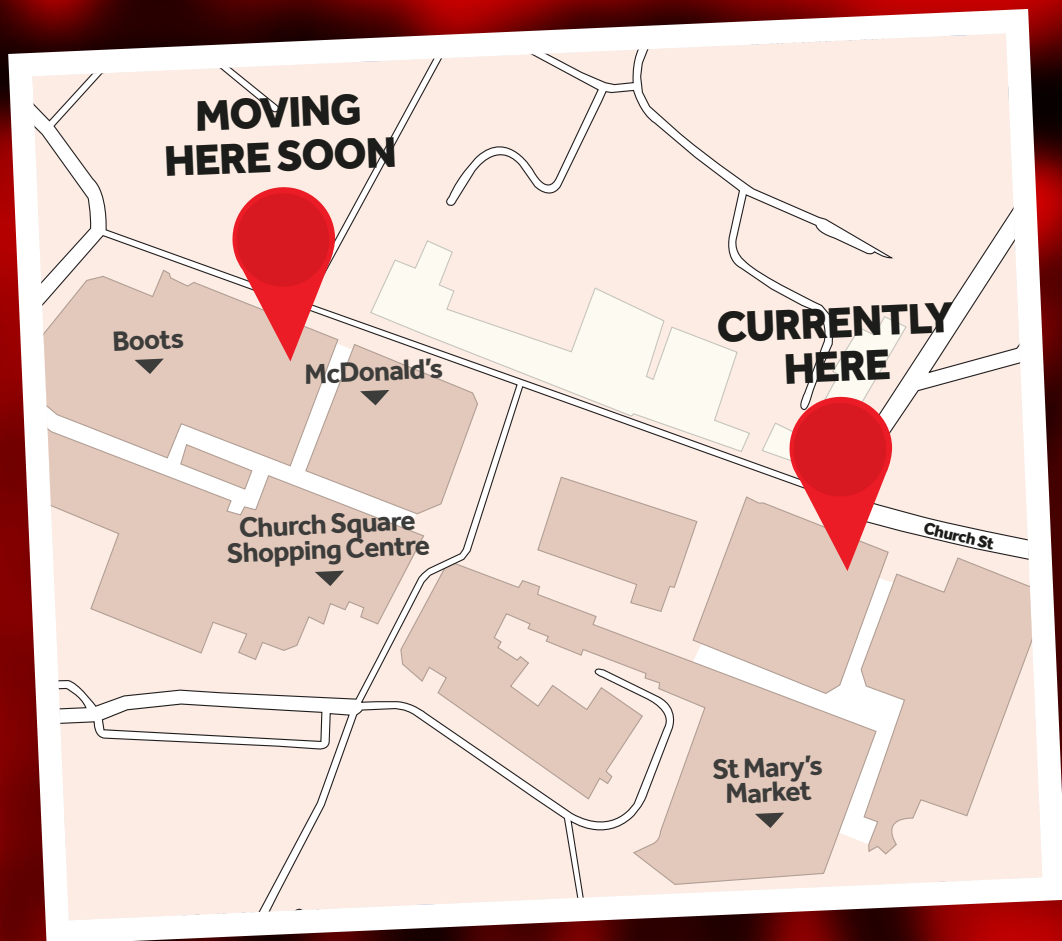 MOVING
HERE SOON
CURRENTLY
HERE
Boots
McDonald's
Church Square
Shopping Centre
Church St
St Mary's
Market